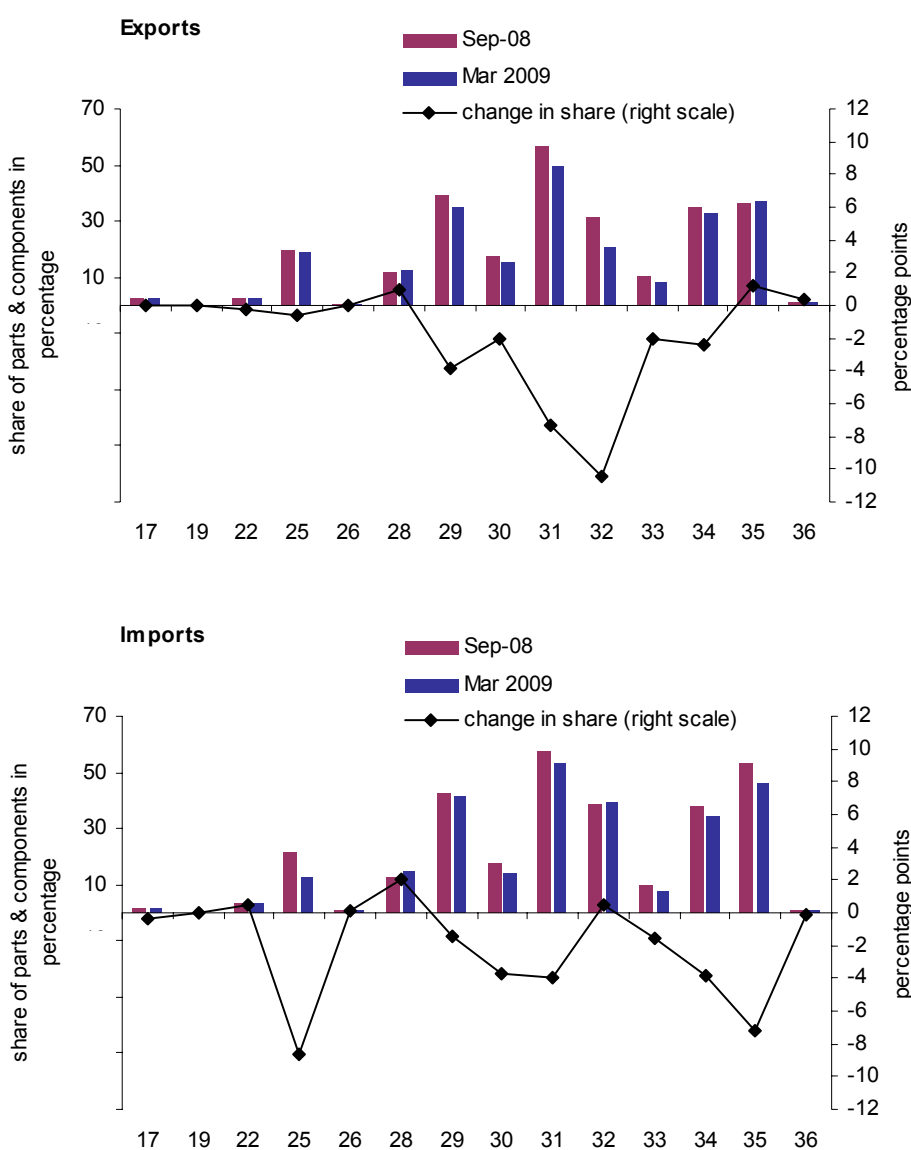 Exports
Sep-08
Mar 2009
change in share (right scale)
share of parts & components in
percentage
70
50
30
10
12
10
8
6
4
2
0
-2
-4
-6
-8
-10
-12
percentage points
17 19 22 25 26 28 29 30 31 32 33 34 35 36
Imports
Sep-08
Mar 2009
change in share (right scale)
share of parts & components in
percentage
70
50
30
10
12
10
8
6
4
2
0
-2
-4
-6
-8
-10
-12
percentage points
17 19 22 25 26 28 29 30 31 32 33 34 35 36